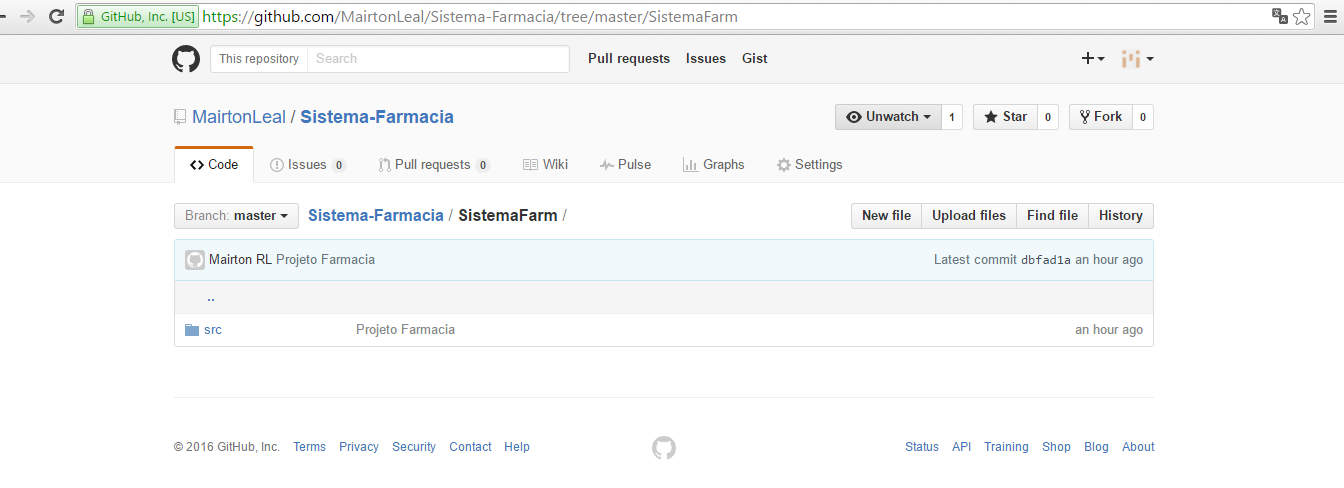 GitHub, Inc. [US] https://github.com/MairtonLeal/Sistema-Farmacia/tree/master/SistemaFarm
This repository Search Pull requests Issues Gist
MairtonLeal / Sistema-Farmacia Unwatch 1 Star 0 Fork 0
Code Issues 0 Pull requests 0 Wiki Pulse Graphs Settings
Branch: master Sistema-Farmacia / SistemaFarm / New file Upload files Find file History
Mairton RL Projeto Farmacia Latest commit dbfad1a an hour ago
..
src Projeto Farmacia an hour ago
© 2016 GitHub, Inc. Terms Privacy Security Contact Help Status API Training Shop Blog About